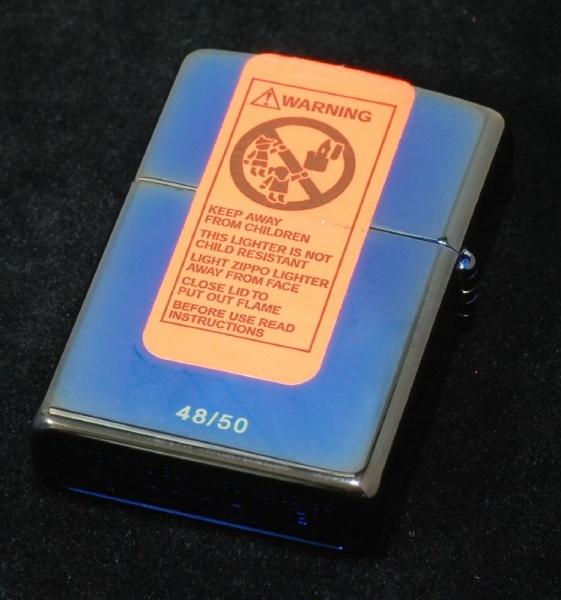 WARNING
KEEP AWAY
FROM CHILDREN
THIS LIGHTER IS NOT
CHILD RESISTANT
LIGHT ZIPPO LIGHTER
AWAY FROM FACE
CLOSE LID TO
PUT OUT FLAME
BEFORE USE READ
INSTRUCTIONS
48/50